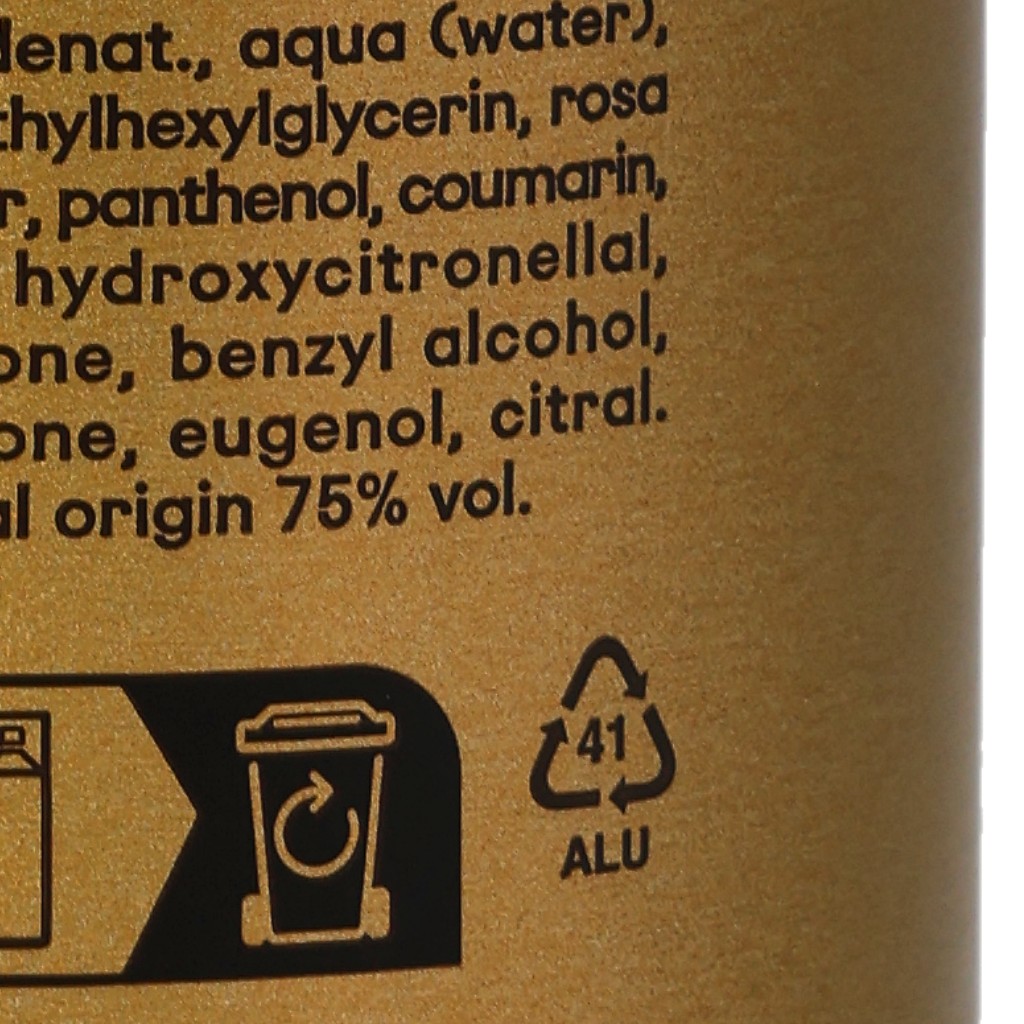 denat., aqua (water),
thylhexylglycerin, rosa
r, panthenol, coumarin,
hydroxycitronellal,
one, benzyl alcohol,
one, eugenol, citral.
al origin 75% vol.
41
ALU